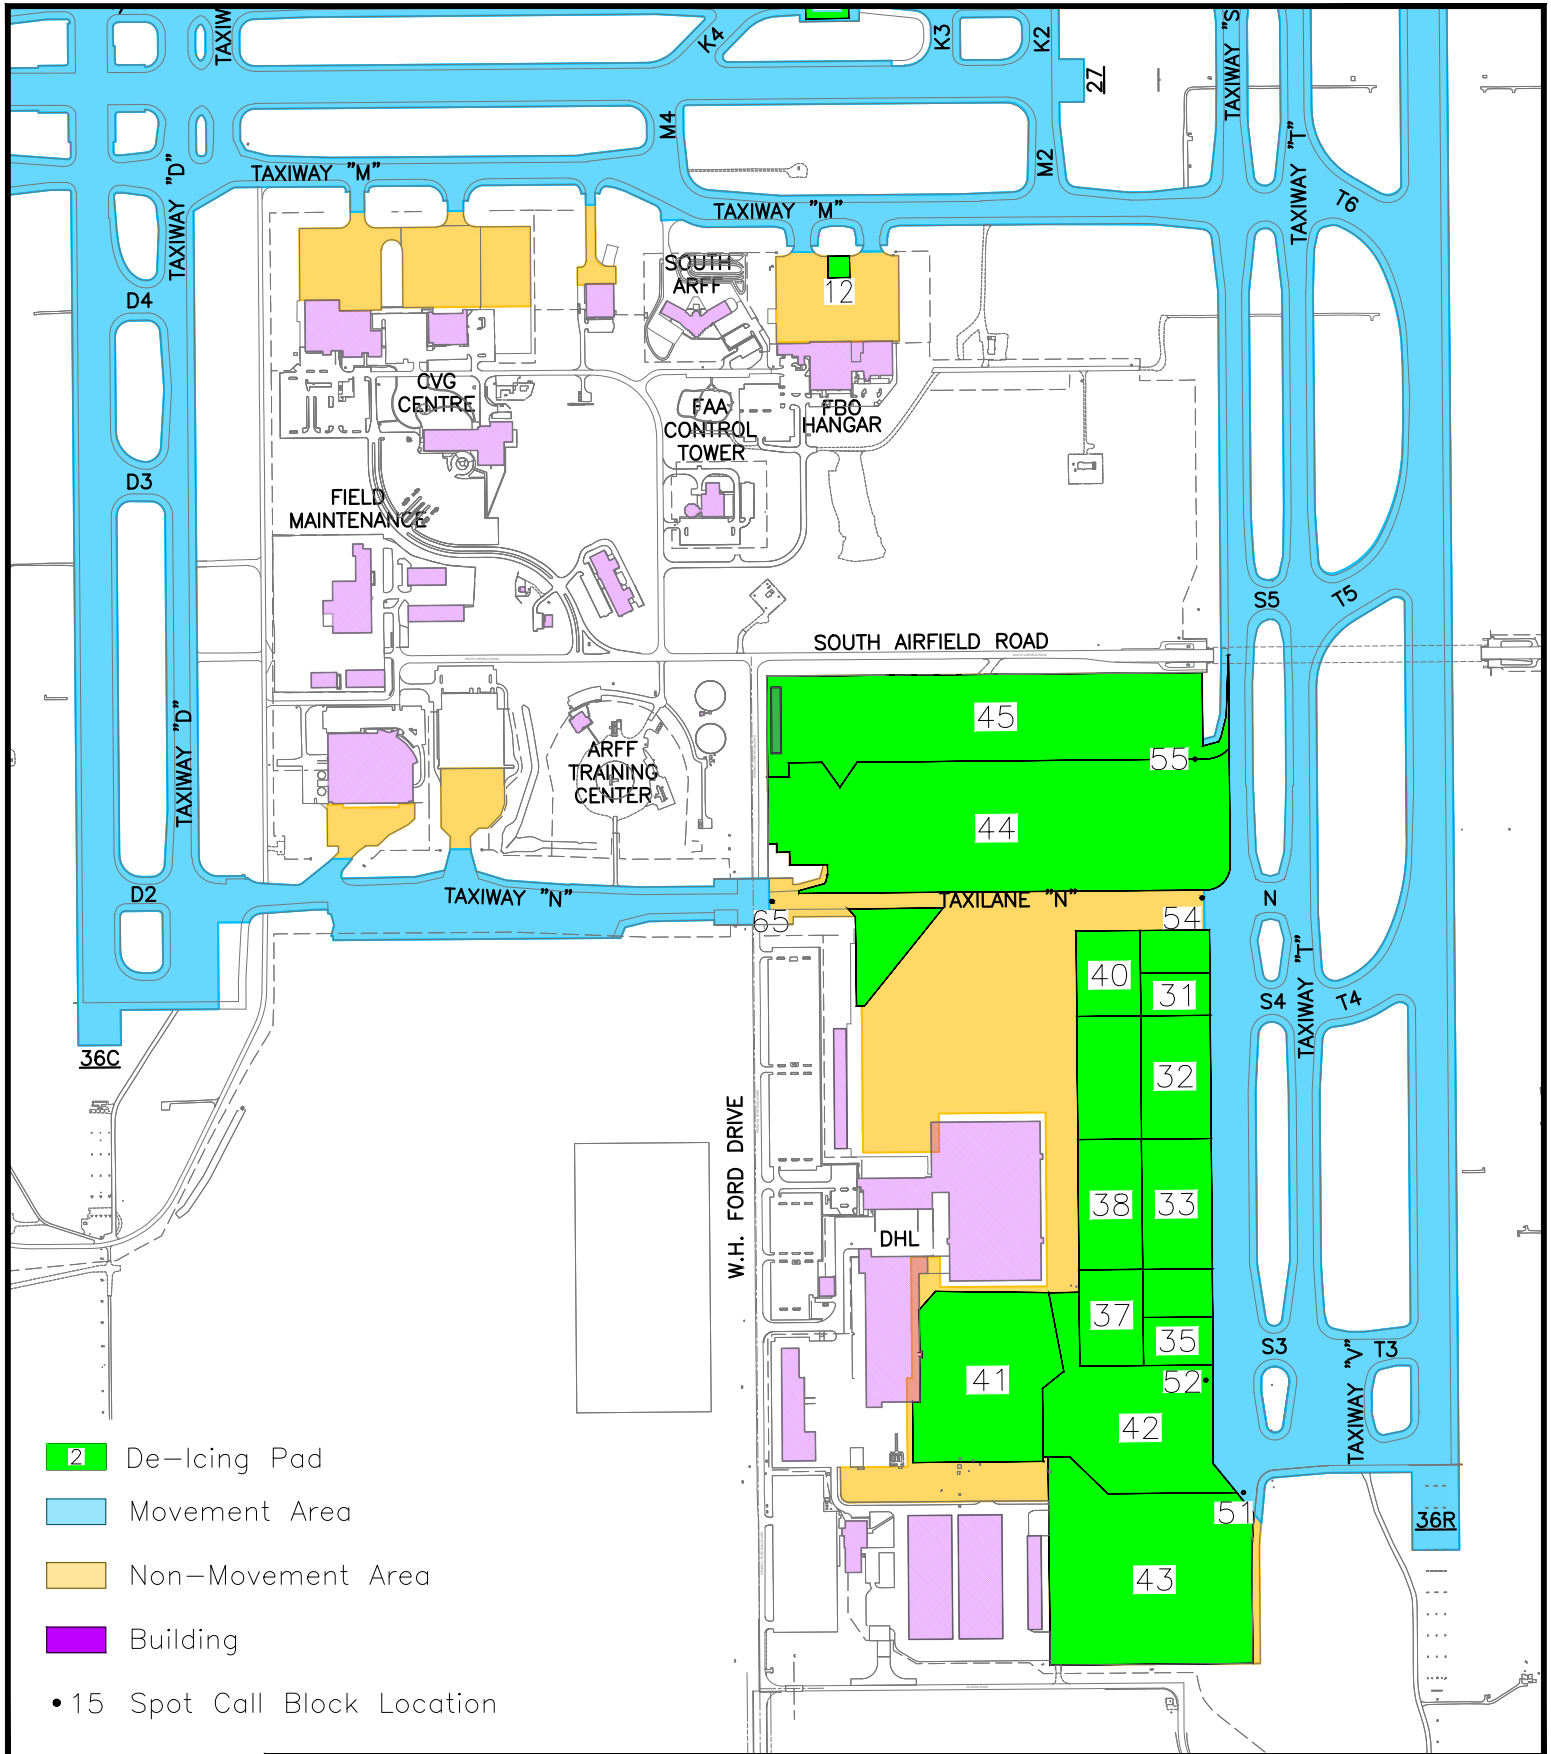 TAXIW
K4
K3
K2
TAXIWAY "S
27
M4
M2
TAXIWAY "T"
TAXIWAY "D"
TAXIWAY "M"
TAXIWAY "M"
T6
SOUTH
ARFF
12
D4
CVG
CENTRE
FAA
CONTROL
TOWER
FBO
HANGAR
D3
FIELD
MAINTENANCE
S5
T5
SOUTH AIRFIELD ROAD
TAXIWAY "D"
45
55
ARFF
TRAINING
CENTER
44
D2
TAXIWAY "N"
65
TAXILANE "N"
54
N
TAXIWAY "T"
40
31
S4
T4
36C
32
W.H. FORD DRIVE
38
33
DHL
37
35
S3
TAXIWAY "V"
T3
41
52
42
51
36R
43
2 De-Icing Pad
Movement Area
Non-Movement Area
Building
15 Spot Call Block Location